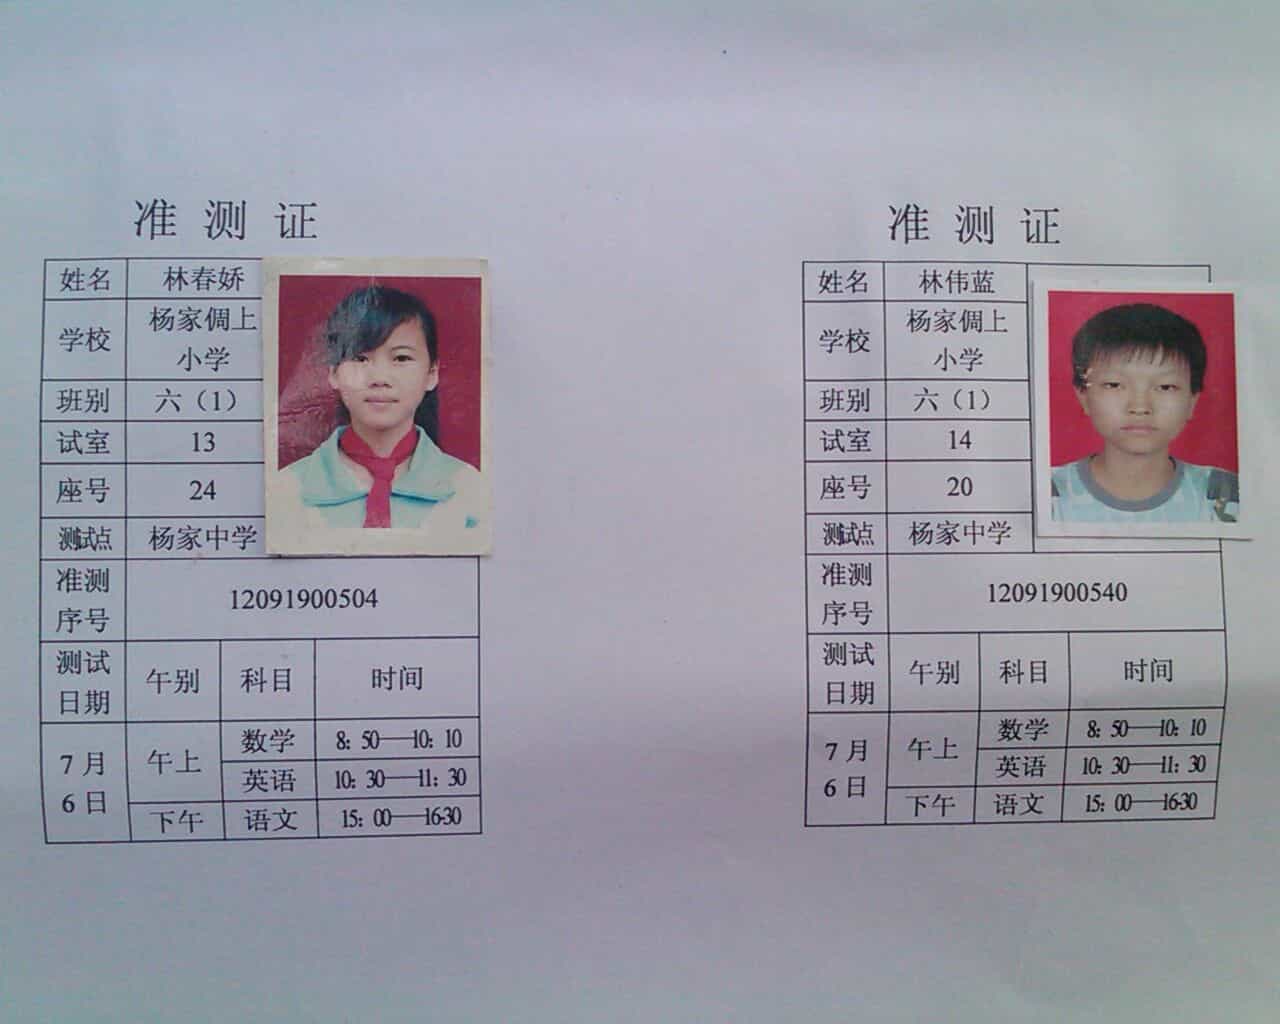 准测证
姓名 林春娇
学校 杨家倜上
小学
班别 六（1）
试室 13
座号 24
测试点 杨家中学
准测
序号 12091900504
测试
日期 午别 科目 时间
7月
6日 午上 数学 8：50——10：10
英语 10：30——11：30
下午 语文 15：00——16·30
准测证
姓名 林伟蓝
学校 杨家倜上
小学
班别 六（1）
试室 14
座号 20
测试点 杨家中学
准测
序号 12091900540
测试
日期 午别 科目 时间
7月
6日 午上 数学 8：50——10：10
英语 10：30——11：30
下午 语文 15：00——16·30